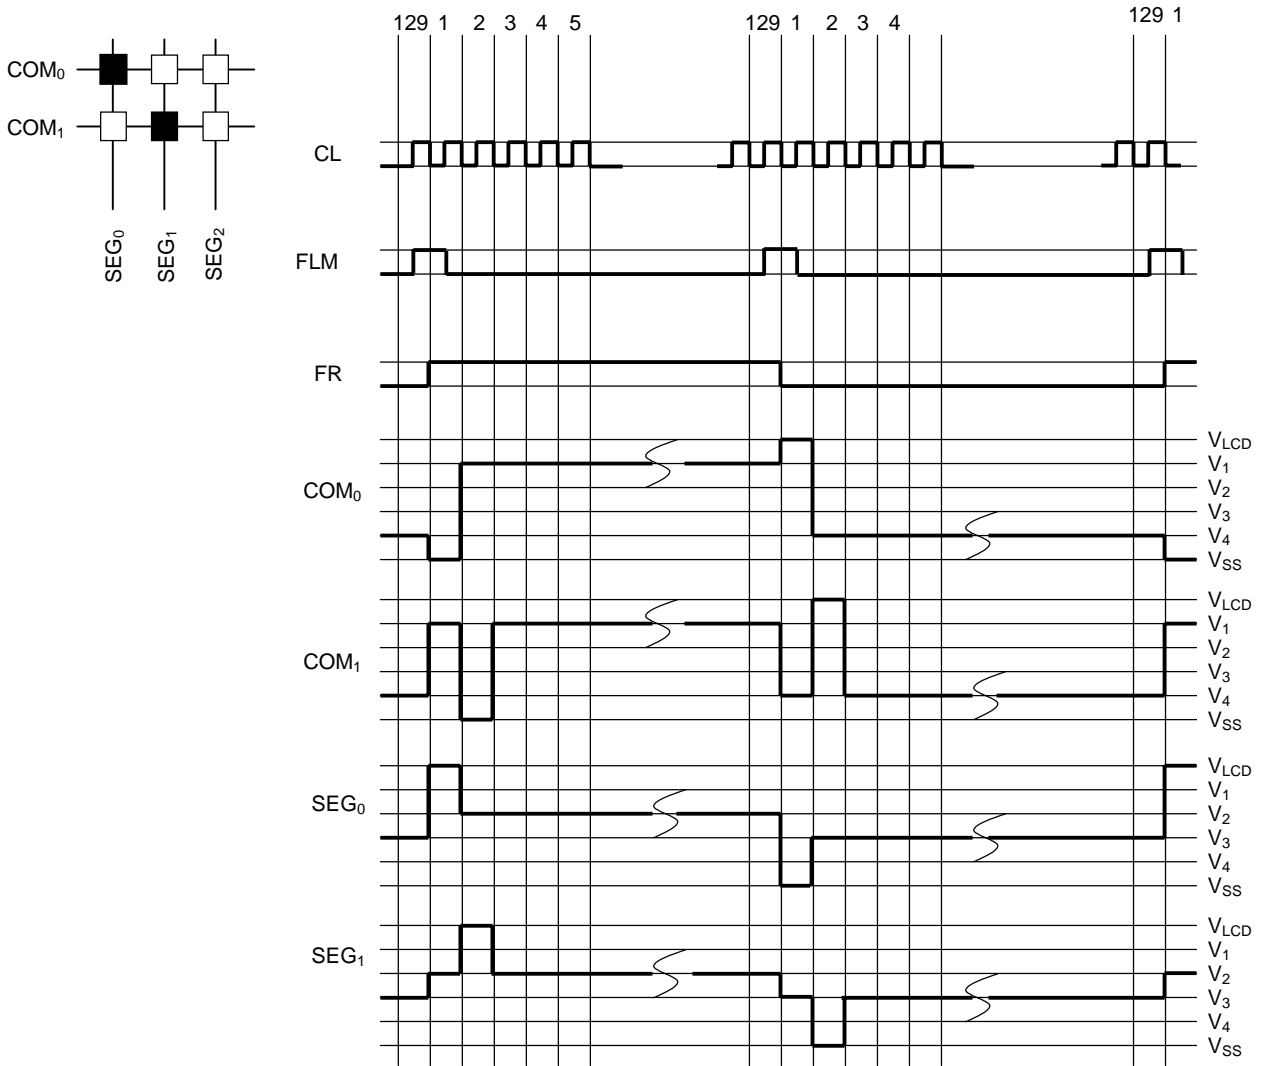 129 1 2 3 4 5 129 1 2 3 4 129 1
COM0
COM1
SEG0 SEG1 SEG2
CL
FLM
FR
COM0
VLCD
V1
V2
V3
V4
VSS
COM1
VLCD
V1
V2
V3
V4
VSS
SEG0
VLCD
V1
V2
V3
V4
VSS
SEG1
VLCD
V1
V2
V3
V4
VSS